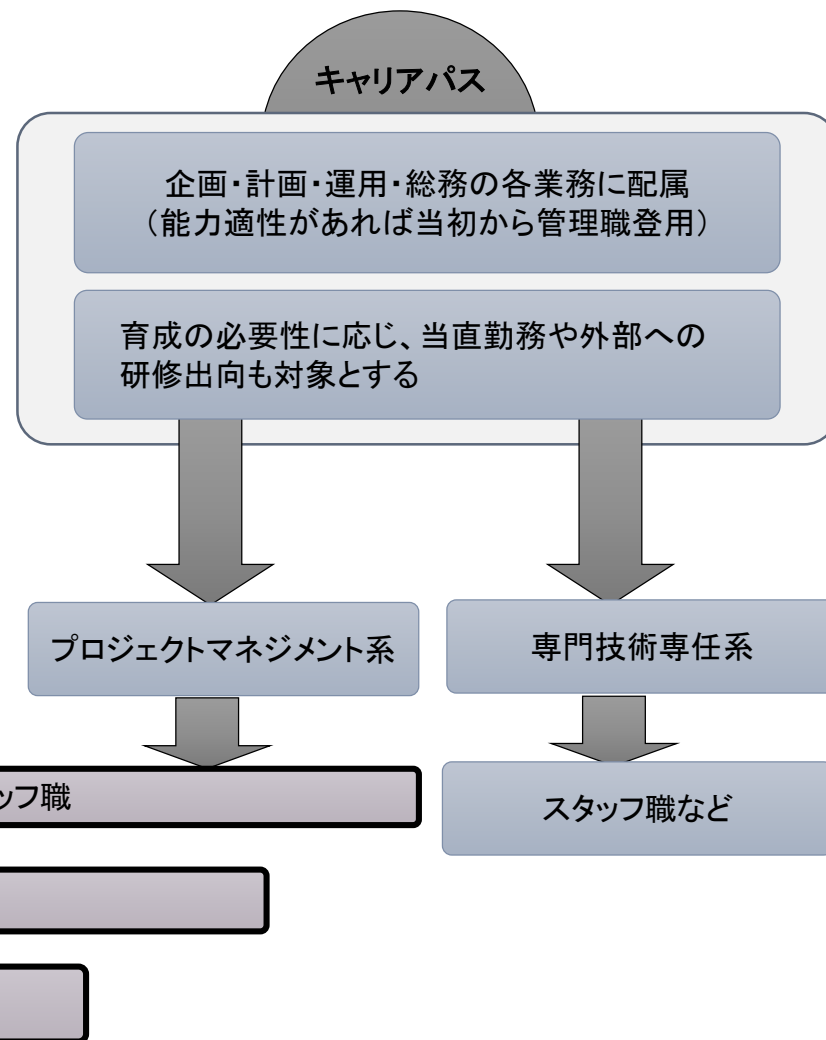 キャリアパス
企画・計画・運用・総務の各業務に配属
（能力適性があれば当初から管理職登用）
育成の必要性に応じ、当直勤務や外部への
研修出向も対象とする
プロジェクトマネジメント系
専門技術専任系
ッフ職
スタッフ職など